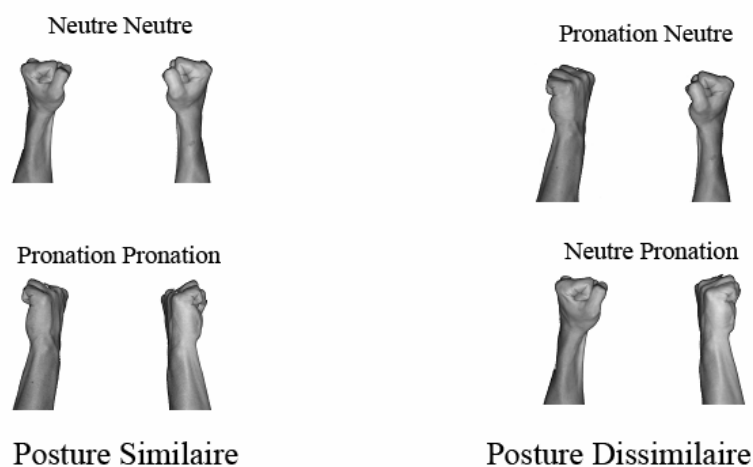 Neutre Neutre
Pronation Neutre
Pronation Pronation
Neutre Pronation
Posture Similaire
Posture Dissimilaire